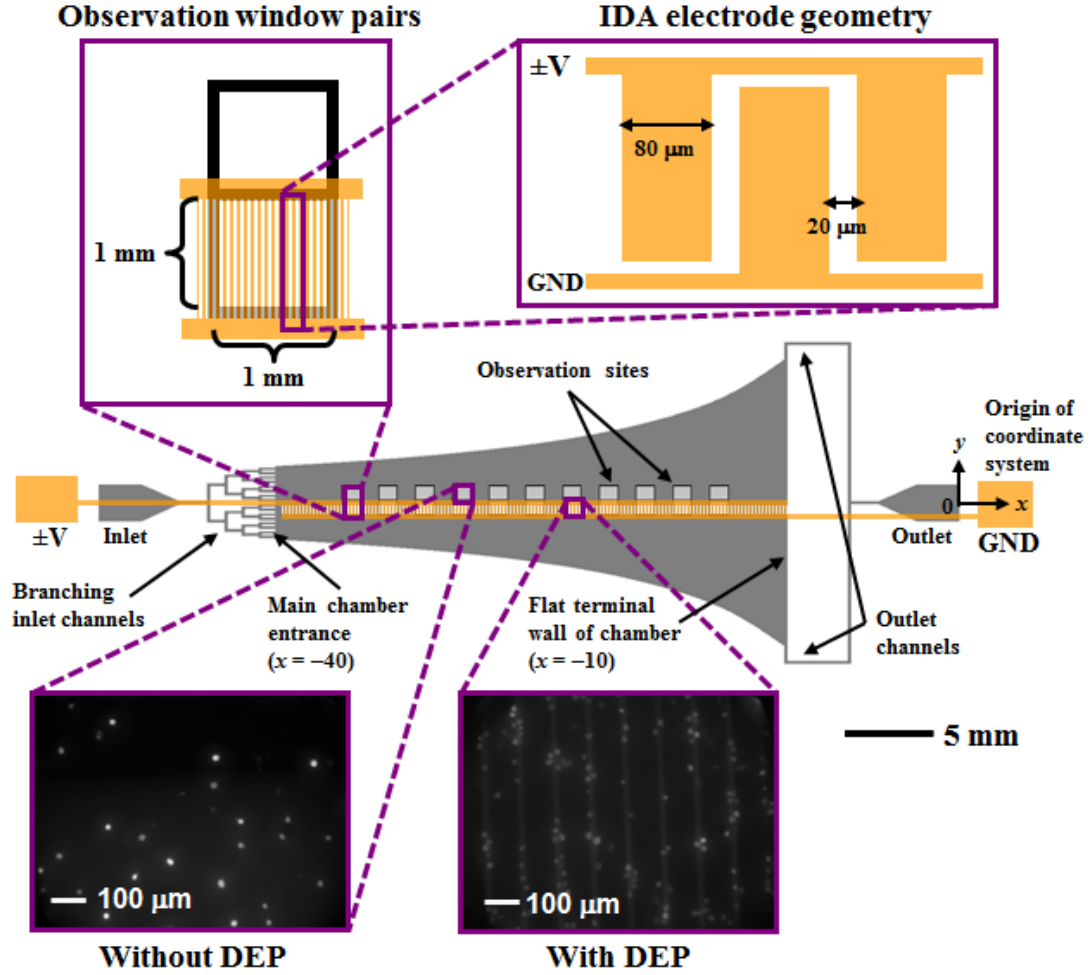 Observation window pairs
IDA electrode geometry
±V
80 µm
20 µm
GND
1 mm
1 mm
Observation sites
Origin of
coordinate
system
y
0
x
±V
Inlet
Outlet
GND
Branching
inlet channels
Main chamber
entrance
(x = −40)
Flat terminal
wall of chamber
(x = −10)
Outlet
channels
5 mm
100 µm
100 µm
Without DEP
With DEP